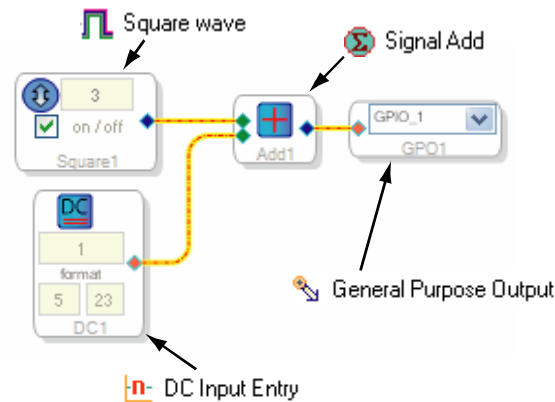 Square wave
Signal Add
3
on / off
Square1
Add1
GPIO_1
GPO1
DC
1
format
5 23
DC1
General Purpose Output
n
DC Input Entry